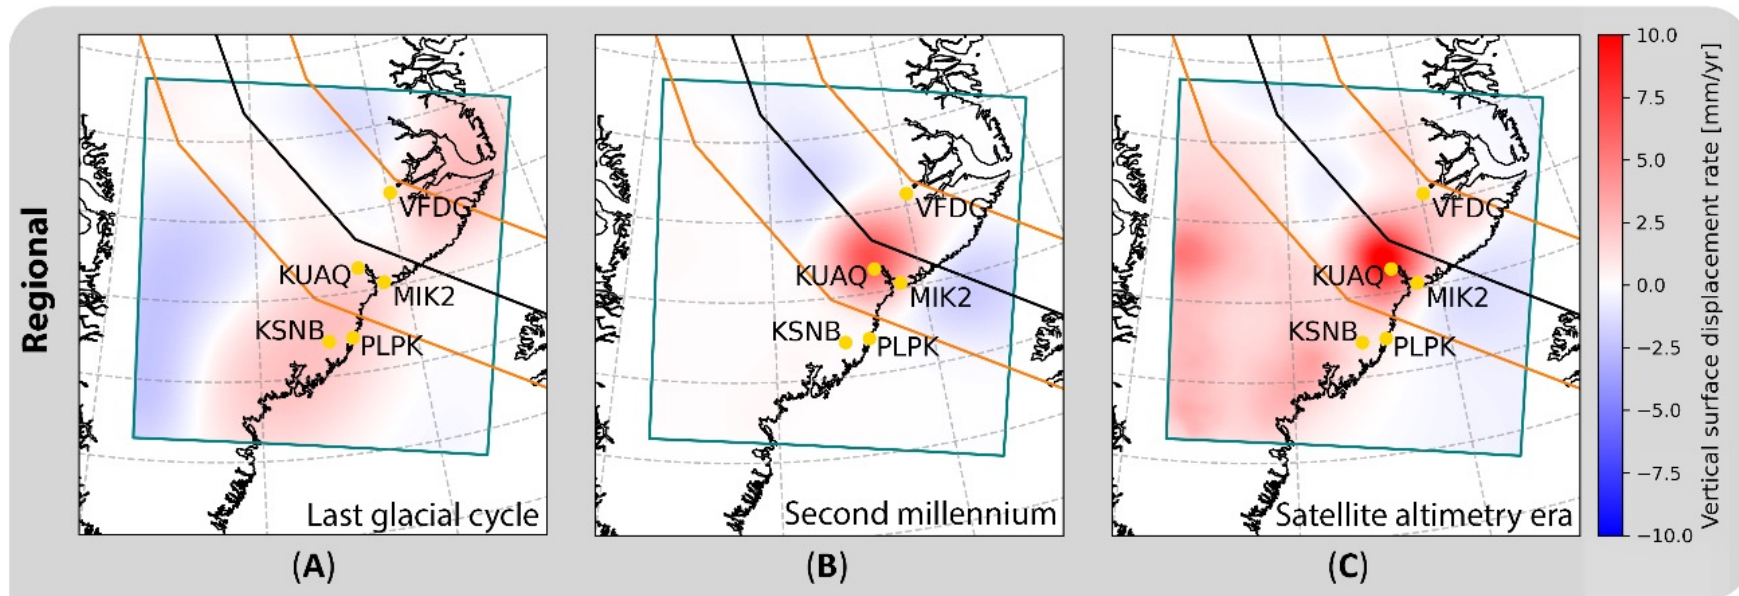 Regional
VFDG
KUAQ
MIK2
KSNB
PLPK
Last glacial cycle
(A)
VFDG
KUAQ
MIK2
KSNB
PLPK
Second millennium
(B)
VFDG
KUAQ
MIK2
KSNB
PLPK
Satellite altimetry era
(C)
10.0
7.5
5.0
2.5
0.0
−2.5
−5.0
−7.5
−10.0
Vertical surface displacement rate [mm/yr]